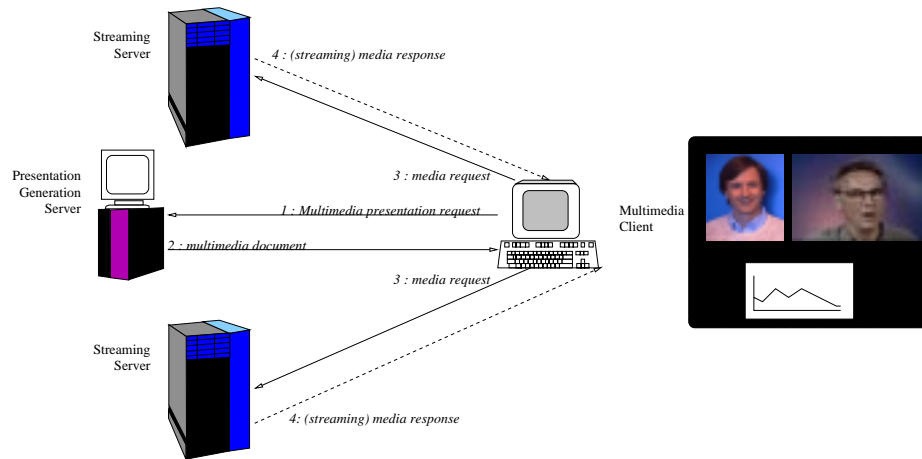 Streaming
Server
4 : (streaming) media response
3 : media request
Presentation
Generation
Server
1 : Multimedia presentation request
2 : multimedia document
Multimedia
Client
3 : media request
Streaming
Server
4: (streaming) media response